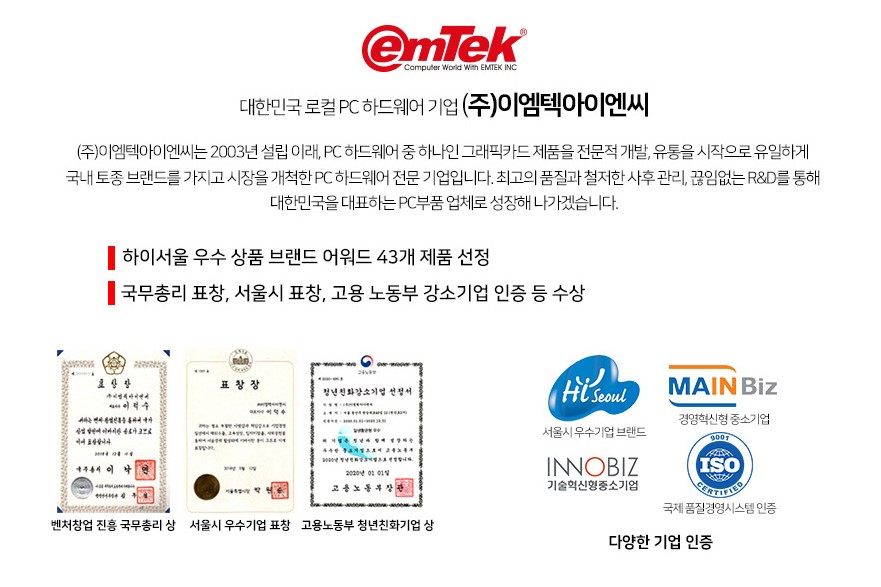 emTek®
Computer World With EMTEK INC
대한민국 로컬 PC 하드웨어 기업 (주)이엠텍아이엔씨
(주)이엠텍아이엔씨는 2003년 설립 이래, PC 하드웨어 중 하나인 그래픽카드 제품을 전문적 개발, 유통을 시작으로 유일하게
국내 토종 브랜드를 가지고 시장을 개척한 PC 하드웨어 전문 기업입니다. 최고의 품질과 철저한 사후 관리, 끊임없는 R&D를 통해
대한민국을 대표하는 PC부품 업체로 성장해 나가겠습니다.
하이서울 우수 상품 브랜드 어워드 43개 제품 선정
국무총리 표창, 서울시 표창, 고용 노동부 강소기업 인증 등 수상
표창장
국무총리
표창장
서울특별시장
고용노동부
청년친화강소기업 선정서
2020년 01월 01일
고용노동부장관
벤처창업 진흥 국무총리 상
서울시 우수기업 표창
고용노동부 청년친화기업 상
Hi Seoul
서울시 우수기업 브랜드
MAINBiz
경영혁신형 중소기업
INNOBIZ
기술혁신형중소기업
9001
ISO
CERTIFIED
국제 품질경영시스템 인증
다양한 기업 인증